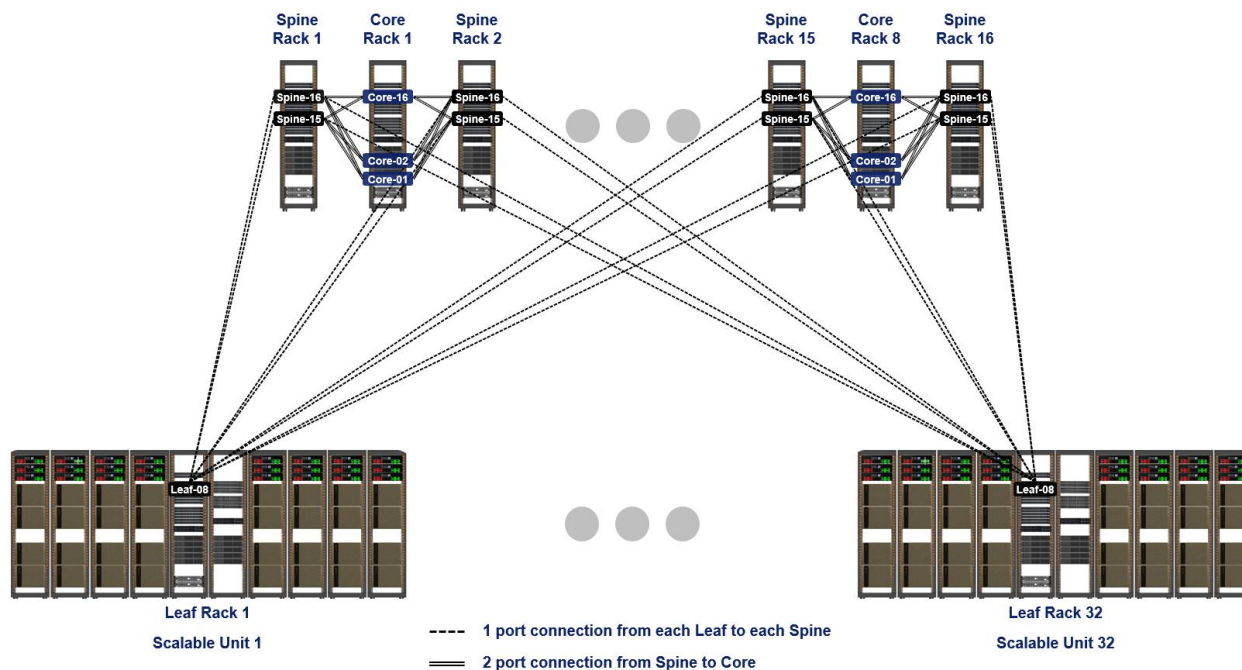 Spine Rack 1
Core Rack 1
Spine Rack 2
Spine Rack 15
Core Rack 8
Spine Rack 16
Spine-16
Core-16
Spine-16
Spine-16
Core-16
Spine-16
Spine-15
Spine-15
Spine-15
Spine-15
Core-02
Core-02
Core-01
Core-01
Leaf-08
Leaf-08
Leaf Rack 1
Leaf Rack 32
Scalable Unit 1
Scalable Unit 32
1 port connection from each Leaf to each Spine
2 port connection from Spine to Core